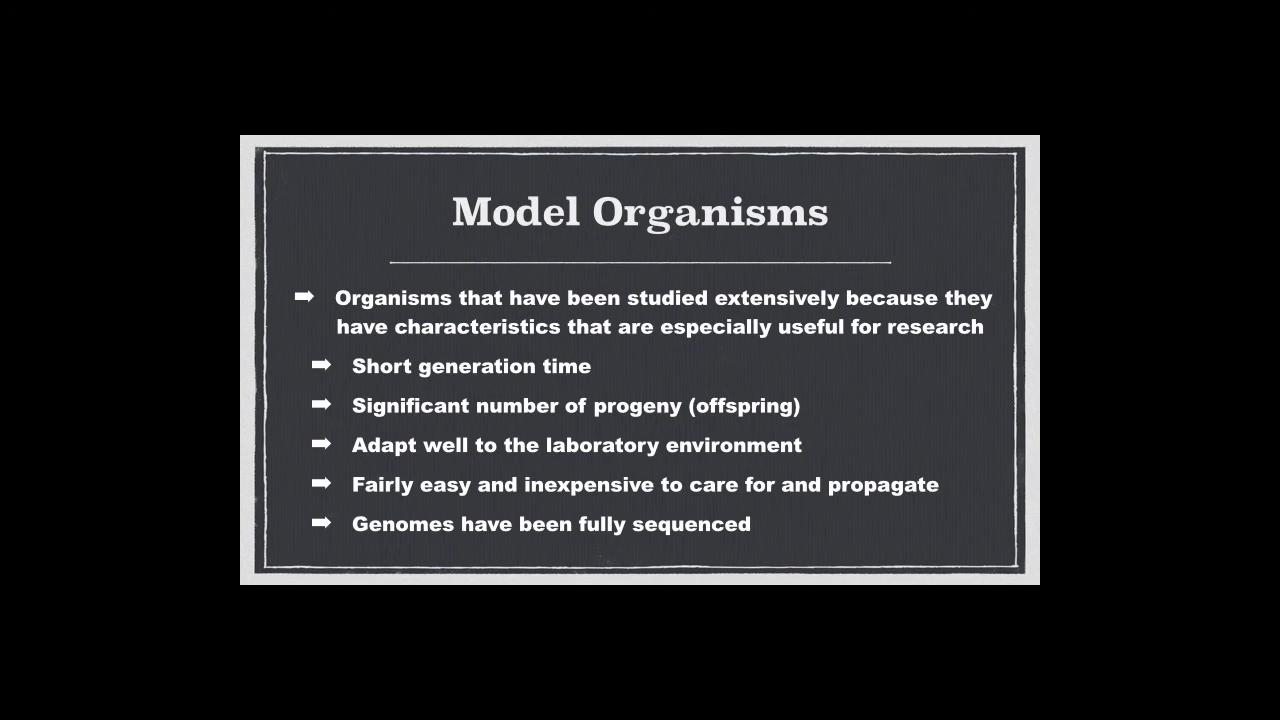 Model Organisms
➡ Organisms that have been studied extensively because they
have characteristics that are especially useful for research
➡ Short generation time
➡ Significant number of progeny (offspring)
➡ Adapt well to the laboratory environment
➡ Fairly easy and inexpensive to care for and propagate
➡ Genomes have been fully sequenced